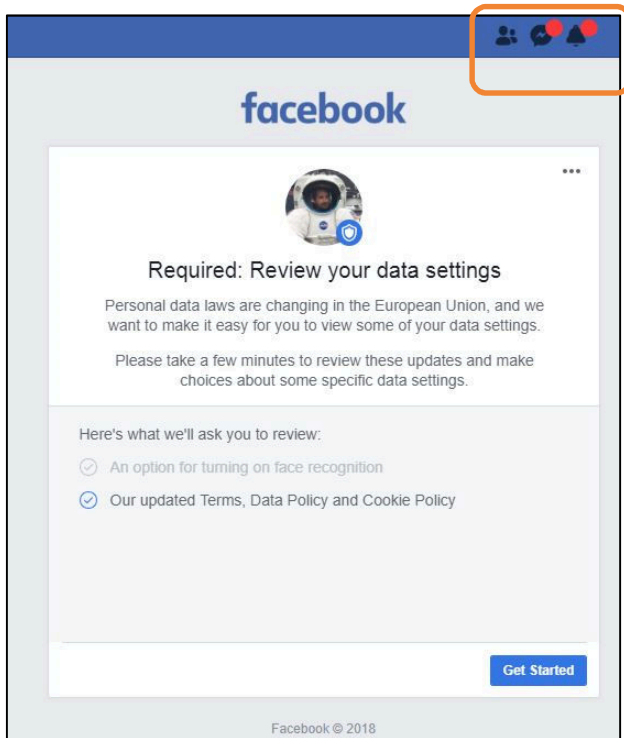 facebook
Required: Review your data settings
Personal data laws are changing in the European Union, and we
want to make it easy for you to view some of your data settings.
Please take a few minutes to review these updates and make
choices about some specific data settings.
Here's what we'll ask you to review:
An option for turning on face recognition
Our updated Terms, Data Policy and Cookie Policy
Get Started
Facebook © 2018